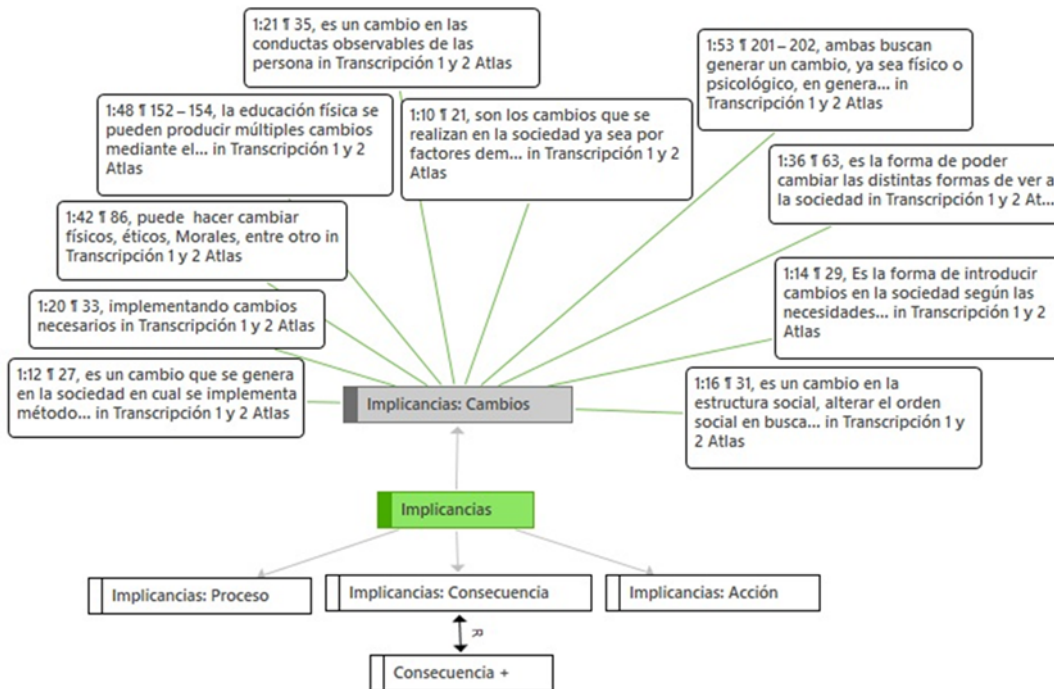 1:21 ¶ 35, es un cambio en las
conductas observables de las
persona in Transcripción 1 y 2 Atlas
1:53 ¶ 201 – 202, ambas buscan
generar un cambio, ya sea físico o
psicológico, en genera... in
Transcripción 1 y 2 Atlas
1:48 ¶ 152 – 154, la educación física se
pueden producir múltiples cambios
mediante el... in Transcripción 1 y 2
Atlas
1:10 ¶ 21, son los cambios que se
realizan en la sociedad ya sea por
factores dem... in Transcripción 1 y 2
Atlas
1:36 ¶ 63, es la forma de poder
cambiar las distintas formas de ver a
la sociedad in Transcripción 1 y 2 At...
1:42 ¶ 86, puede hacer cambiar
físicos, éticos, Morales, entre otro in
Transcripción 1 y 2 Atlas
1:14 ¶ 29, Es la forma de introducir
cambios en la sociedad según las
necesidades... in Transcripción 1 y 2
Atlas
1:20 ¶ 33, implementando cambios
necesarios in Transcripción 1 y 2 Atlas
1:12 ¶ 27, es un cambio que se genera
en la sociedad en cual se implementa
método... in Transcripción 1 y 2 Atlas
1:16 ¶ 31, es un cambio en la
estructura social, alterar el orden
social en busca... in Transcripción 1 y
2 Atlas
Implicancias: Cambios
Implicancias
Implicancias: Proceso
Implicancias: Consecuencia
Implicancias: Acción
R
Consecuencia +